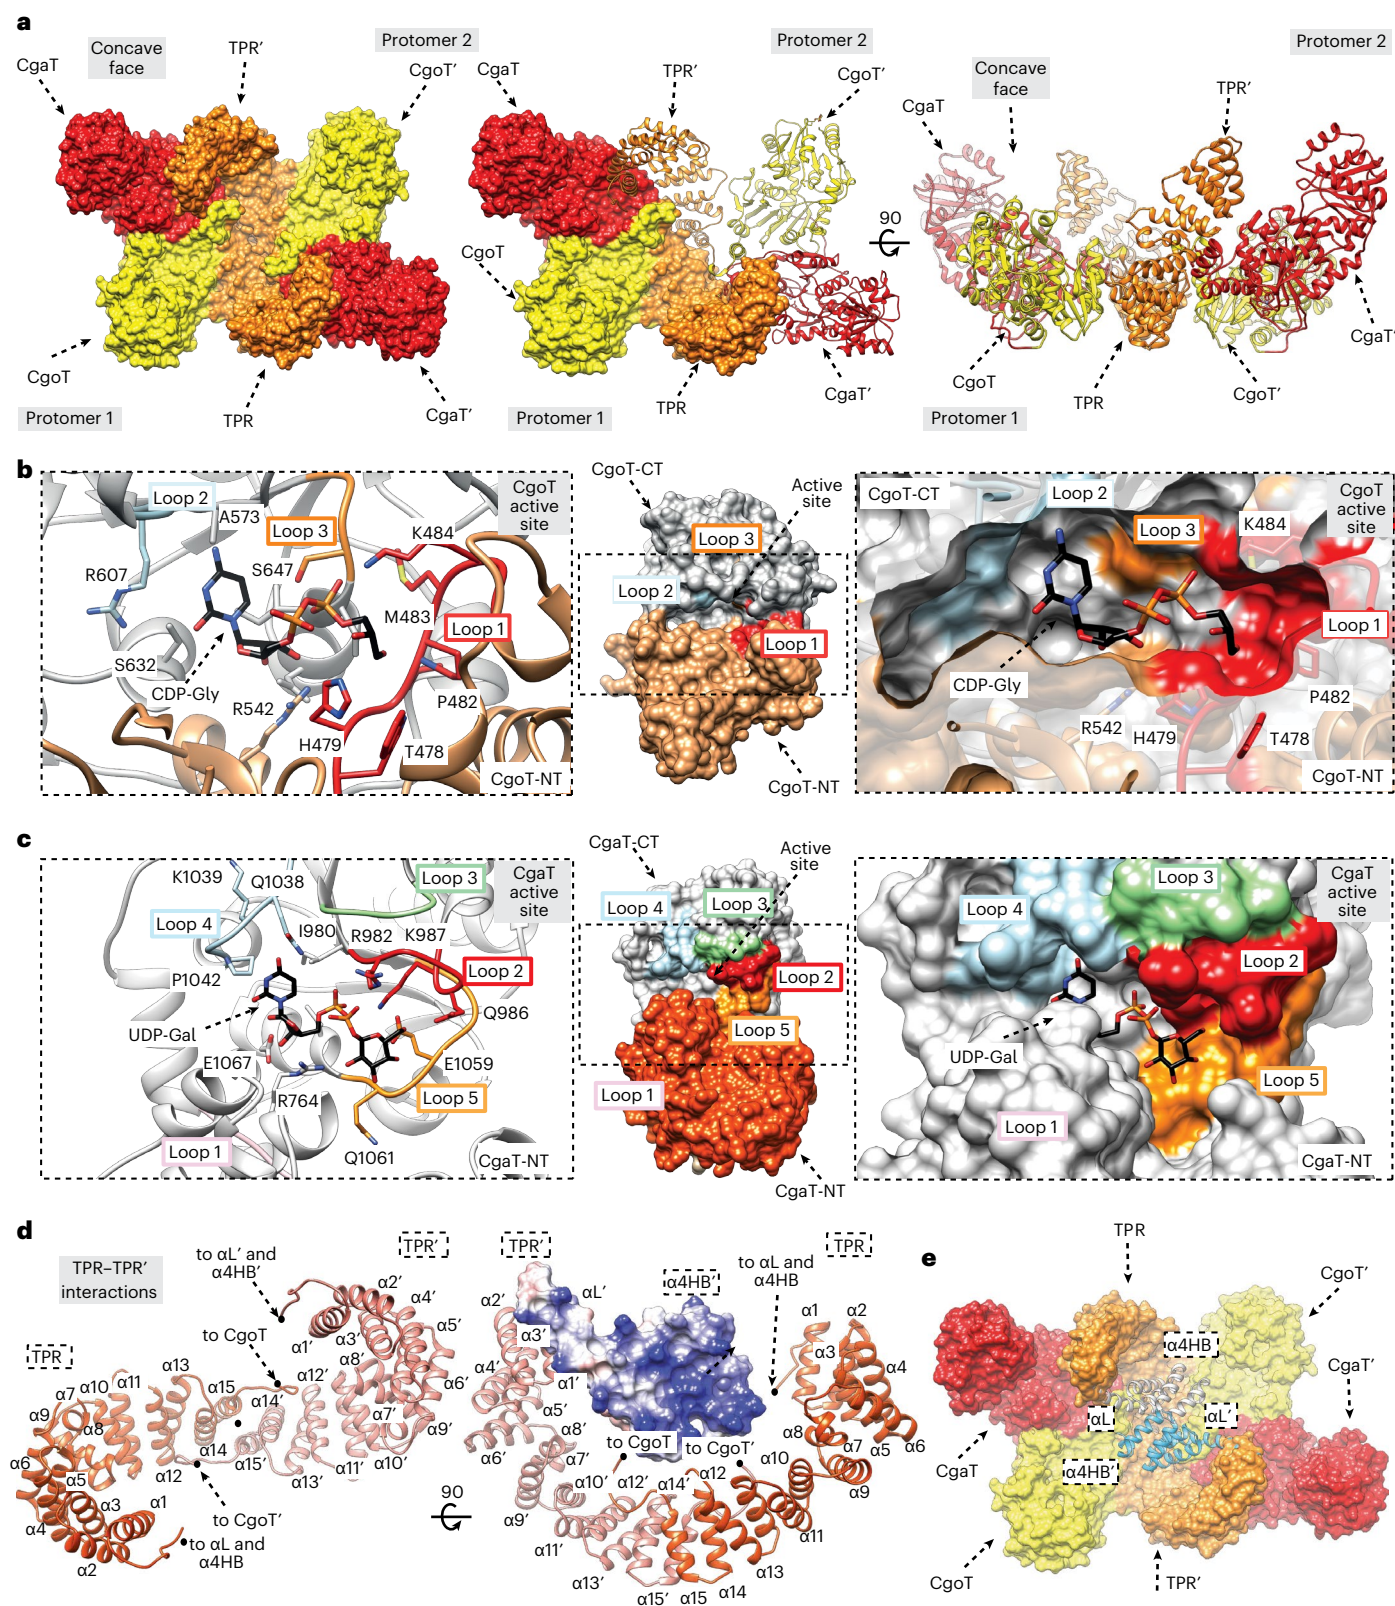 a
Concave
face
TPR′
Protomer 2
CgaT
CgoT′
CgoT
Protomer 1
TPR
CgaT′
Protomer 2
CgaT
TPR′
CgoT′
CgoT
Protomer 1
TPR
CgaT′
90
Protomer 2
Concave
face
CgaT
TPR′
CgaT′
CgoT
CgoT′
TPR
Protomer 1
b
Loop 2
CgoT
active
site
A573
Loop 3
K484
R607
S647
M483
Loop 1
S632
CDP-Gly
R542
P482
H479
T478
CgoT-NT
CgoT-CT
Active
site
Loop 3
Loop 2
Loop 1
CgoT-NT
CgoT-CT
Loop 2
CgoT
active
site
Loop 3
K484
Loop 1
CDP-Gly
P482
R542
H479
T478
CgoT-NT
c
K1039
Q1038
Loop 3
CgaT
active
site
Loop 4
I980
R982
K987
Loop 2
P1042
Q986
UDP-Gal
E1067
E1059
R764
Loop 5
Loop 1
Q1061
CgaT-NT
CgaT-CT
Active
site
Loop 4
Loop 3
Loop 2
Loop 5
Loop 1
CgaT-NT
Loop 3
CgaT
active
site
Loop 4
Loop 2
UDP-Gal
Loop 5
Loop 1
CgaT-NT
d
TPR–TPR′
interactions
to αL′ and
α4HB′
TPR′
α2′
α4′
to CgoT
α1′
α3′
α5′
TPR
α8′
α13
α12′
α6′
α7
α10
α11
α15
α14′
α9
α8
α7′
α9′
α6
α14
α5
α12
α15′
α13′
α11′
α10′
α3
α1
α4
to CgoT′
to αL and
α4HB
α2
90
TPR′
αL′
α4HB′
to αL and
α4HB
TPR
α2′
α1
α2
α3′
α3
α4′
α1′
α4
α5′
α6′
α8′
α7′
to CgoT
to CgoT′
α8
α7
α5
α6
α10′
α12′
α14′
α12
α10
α9
α9′
α11′
α11
α13′
α15′
α15
α14
α13
e
TPR
CgoT′
α4HB
CgaT′
αL
αL′
CgaT
α4HB′
CgoT
TPR′